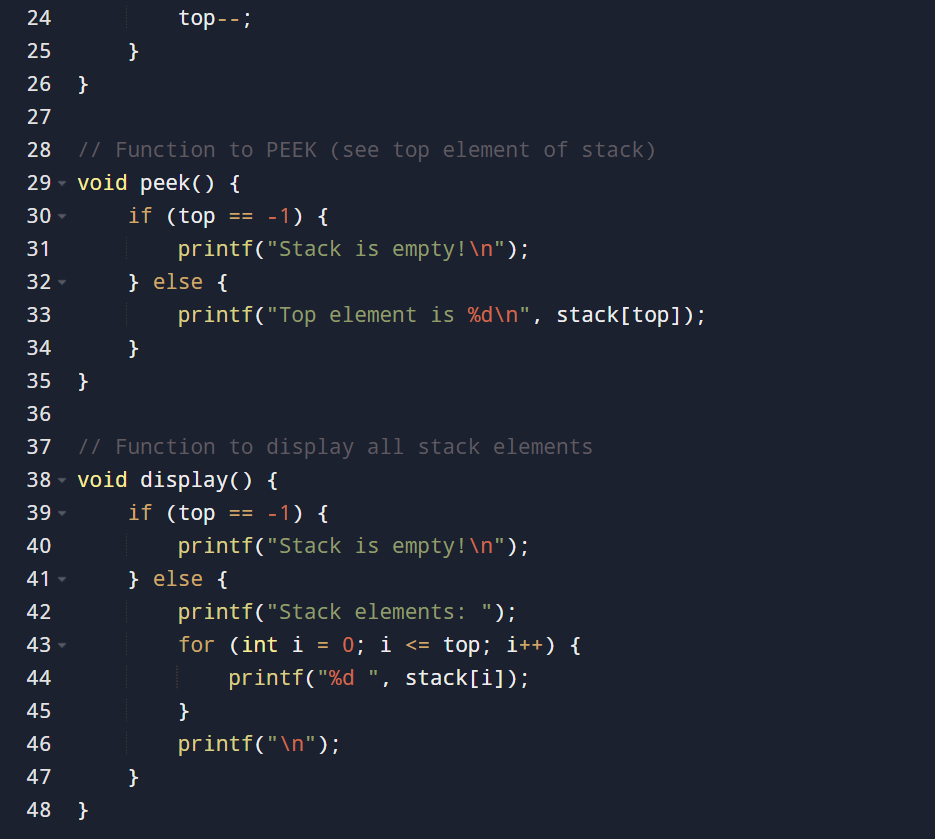 24         top--;
25     }
26 }
27
28 // Function to PEEK (see top element of stack)
29 void peek() {
30     if (top == -1) {
31         printf("Stack is empty!\n");
32     } else {
33         printf("Top element is %d\n", stack[top]);
34     }
35 }
36
37 // Function to display all stack elements
38 void display() {
39     if (top == -1) {
40         printf("Stack is empty!\n");
41     } else {
42         printf("Stack elements: ");
43         for (int i = 0; i <= top; i++) {
44             printf("%d ", stack[i]);
45         }
46         printf("\n");
47     }
48 }